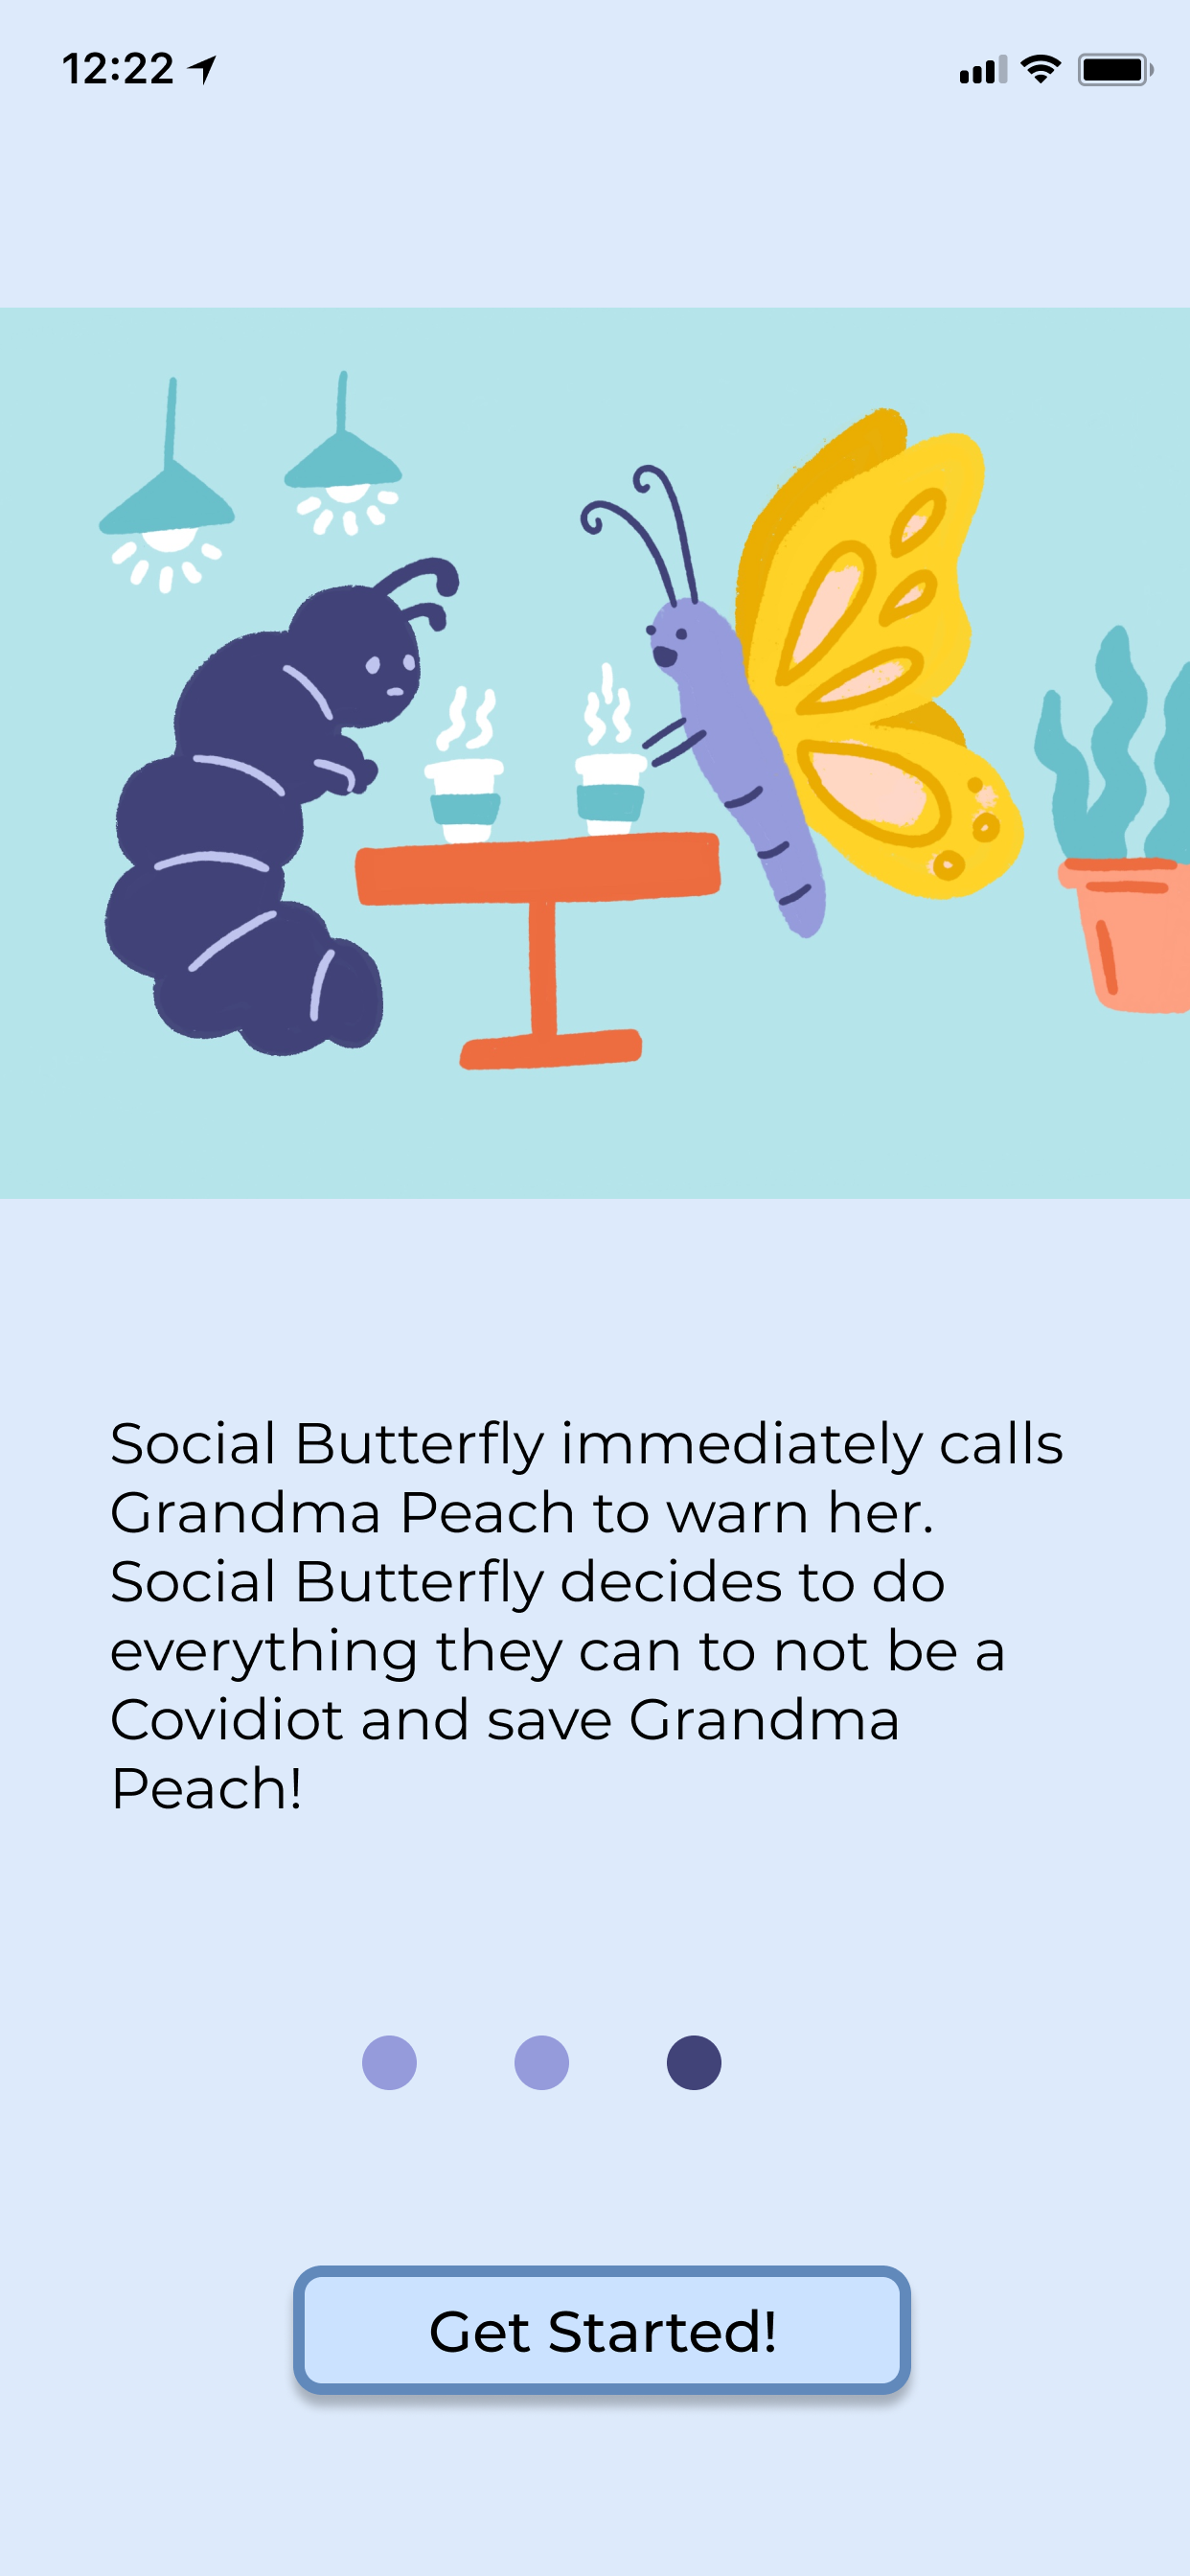 12:22
Social Butterfly immediately calls
Grandma Peach to warn her.
Social Butterfly decides to do
everything they can to not be a
Covidiot and save Grandma
Peach!
Get Started!